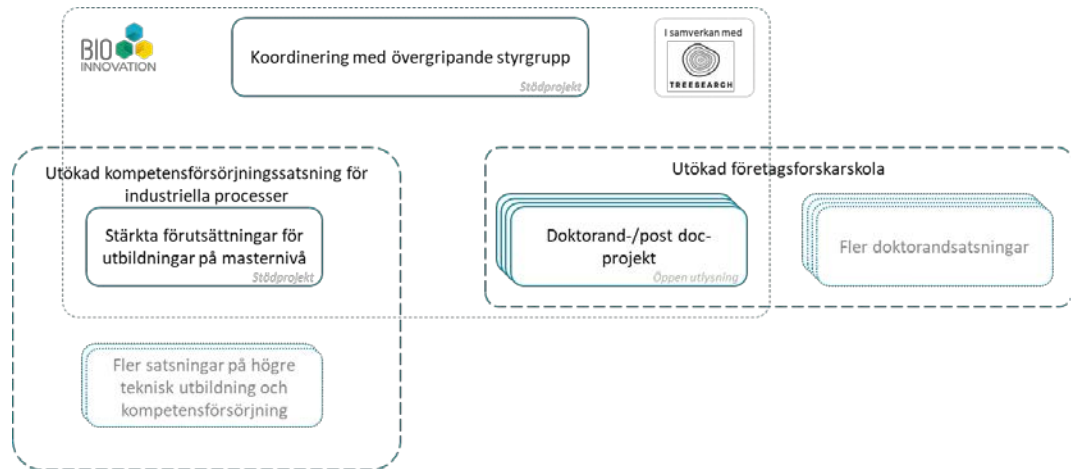 BIO
INNOVATION
Koordinering med övergripande styrgrupp
Stödprojekt
I samverkan med
TREESEARCH
Utökad kompetensförsörjningssatsning för
industriella processer
Stärkta förutsättningar för
utbildningar på masternivå
Stödprojekt
Fler satsningar på högre
teknisk utbildning och
kompetensförsörjning
Utökad företagsforskarskola
Doktorand-/post doc-
projekt
Öppen utlysning
Fler doktorandsatsningar